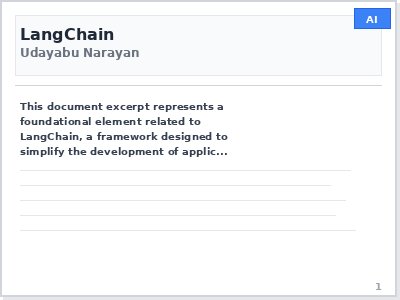 AI
LangChain
Udayabu Narayan
This document excerpt represents a
foundational element related to
LangChain, a framework designed to
simplify the development of applic...
1